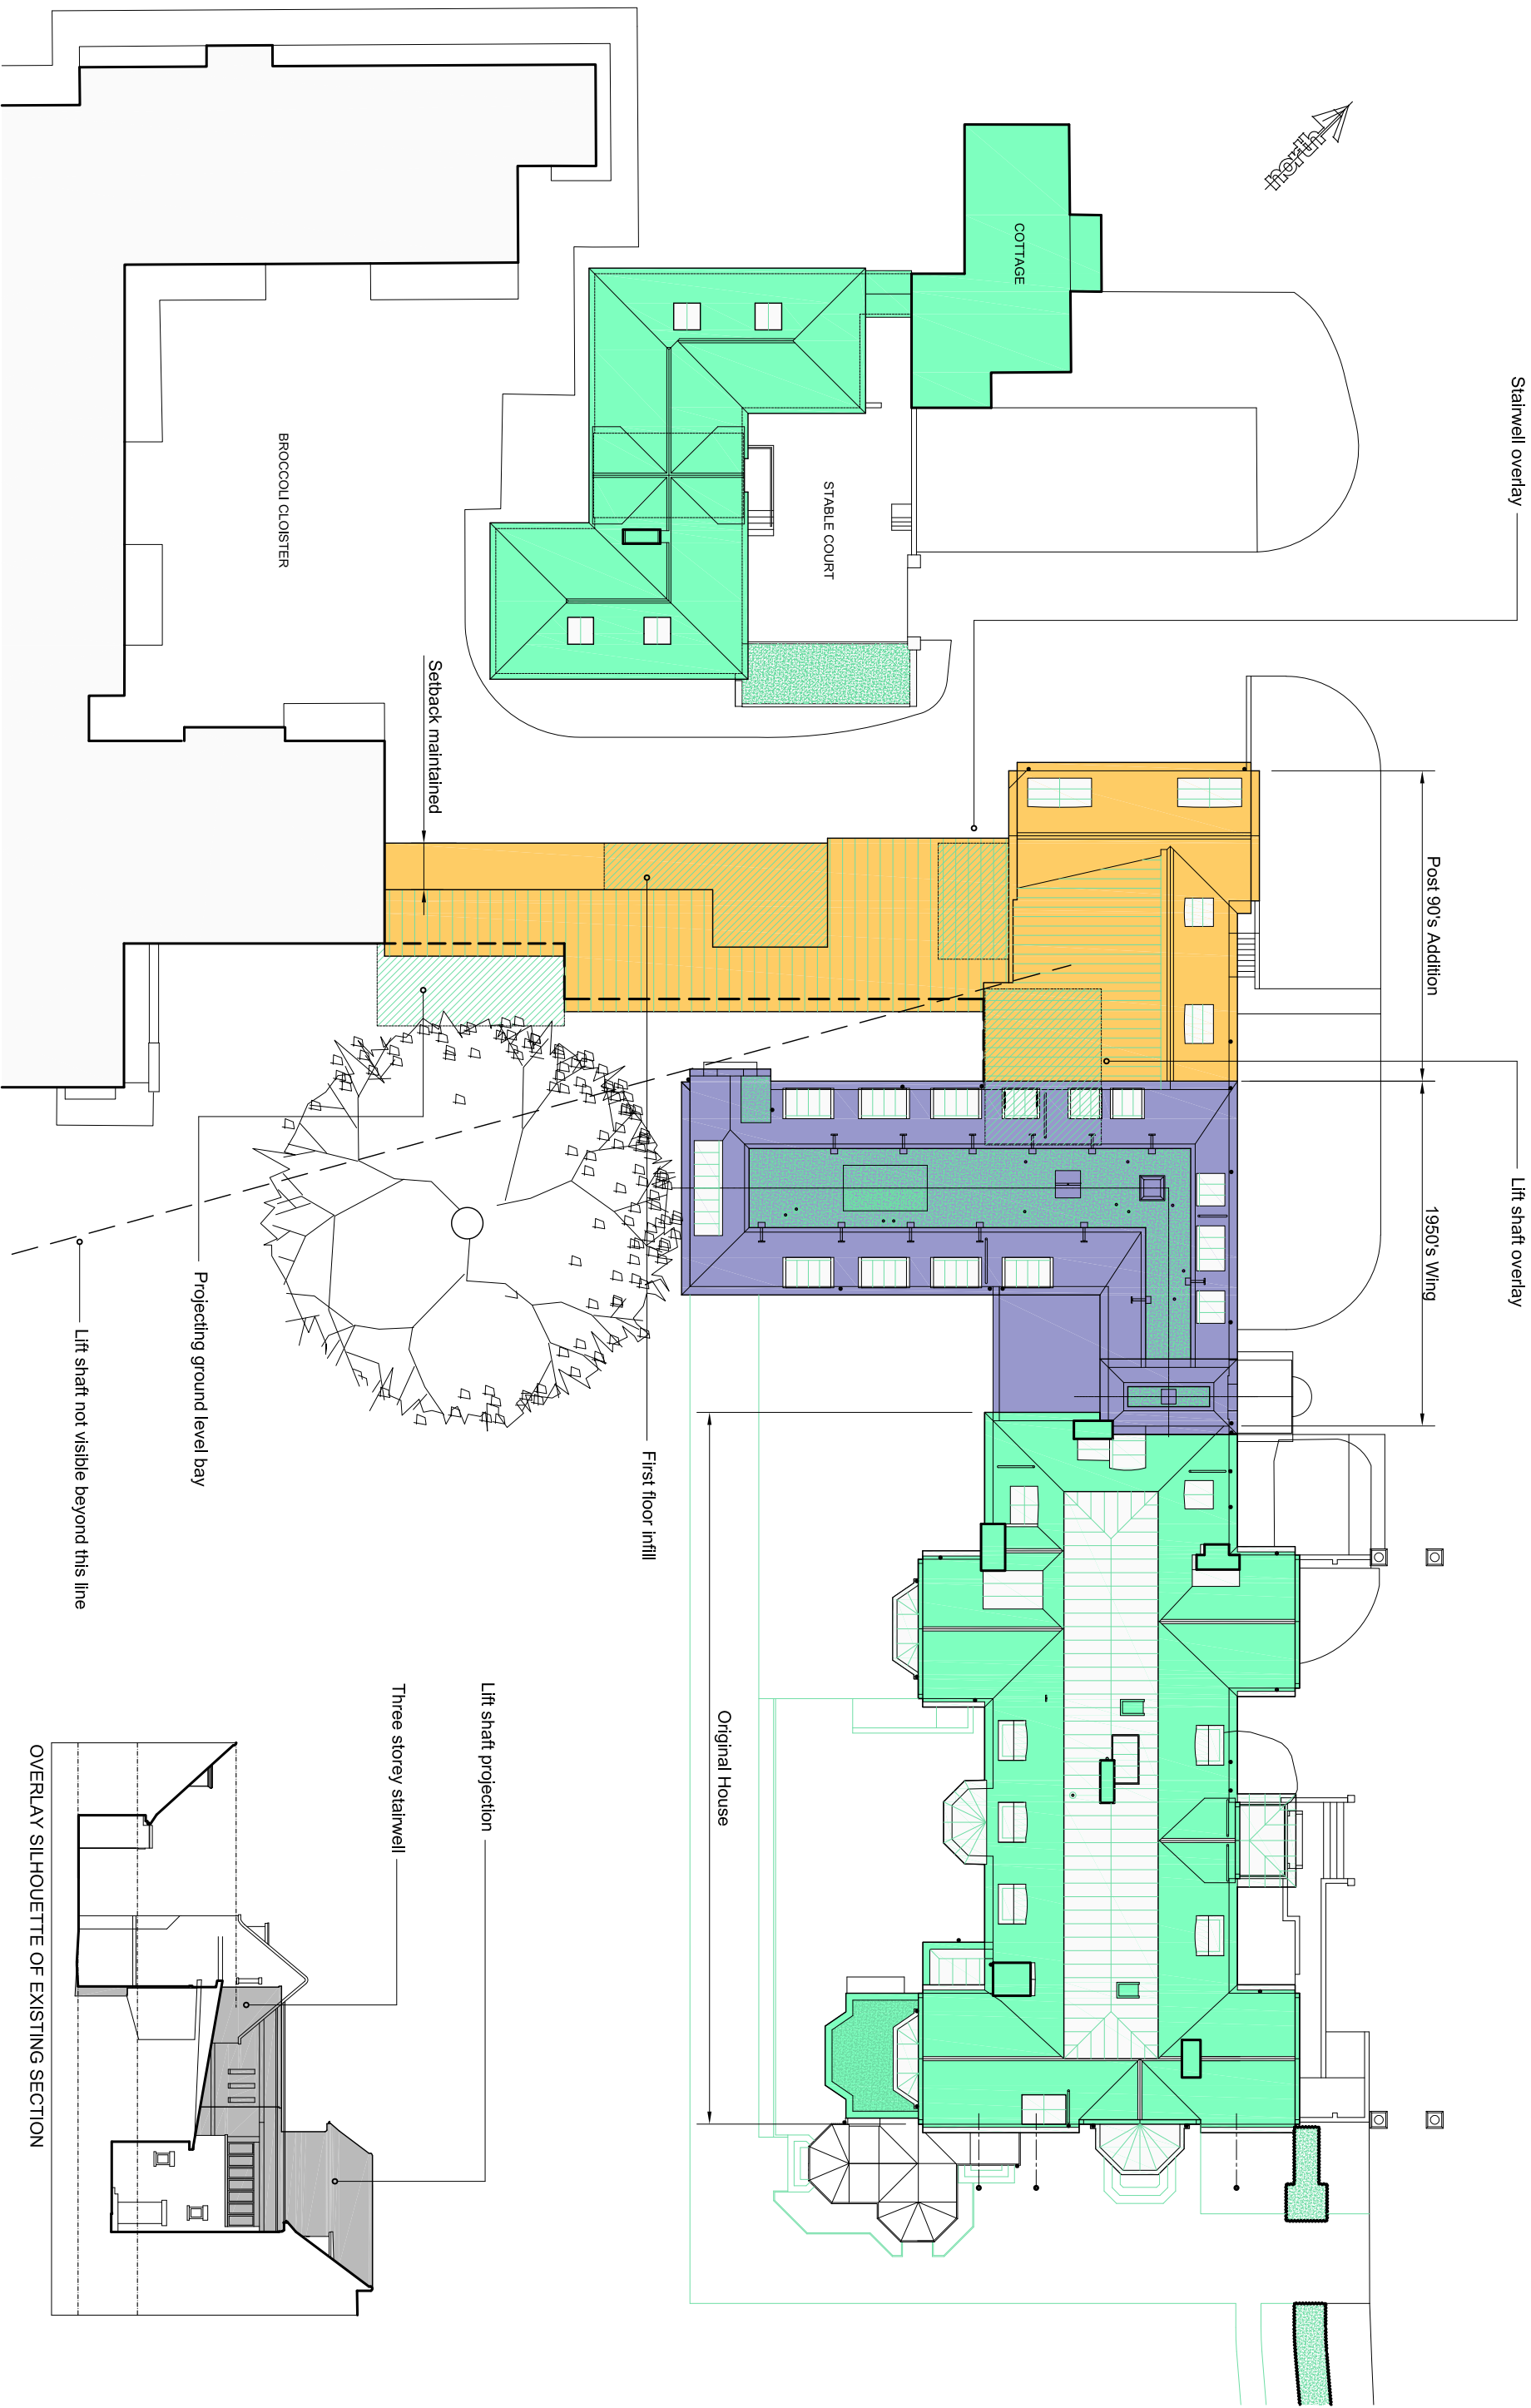 north
COTTAGE
STABLE COURT
BROCCOLI CLOISTER
Stairwell overlay
Setback maintained
Post 90's Addition
Lift shaft overlay
1950's Wing
Projecting ground level bay
Lift shaft not visible beyond this line
First floor infill
Original House
Lift shaft projection
Three storey stairwell
OVERLAY SILHOUETTE OF EXISTING SECTION